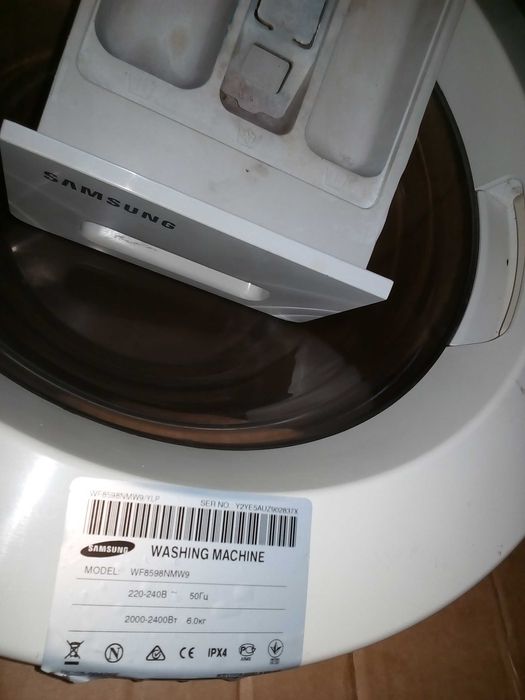 SAMSUNG
WF8598NMW9/YLP
SER NO.: Y2YE5AUZ902837X
SAMSUNG WASHING MACHINE
MODEL: WF8598NMW9
220-240В ~ 50Гц
2000-2400Вт 6.0кг
N CE IPX4 РС